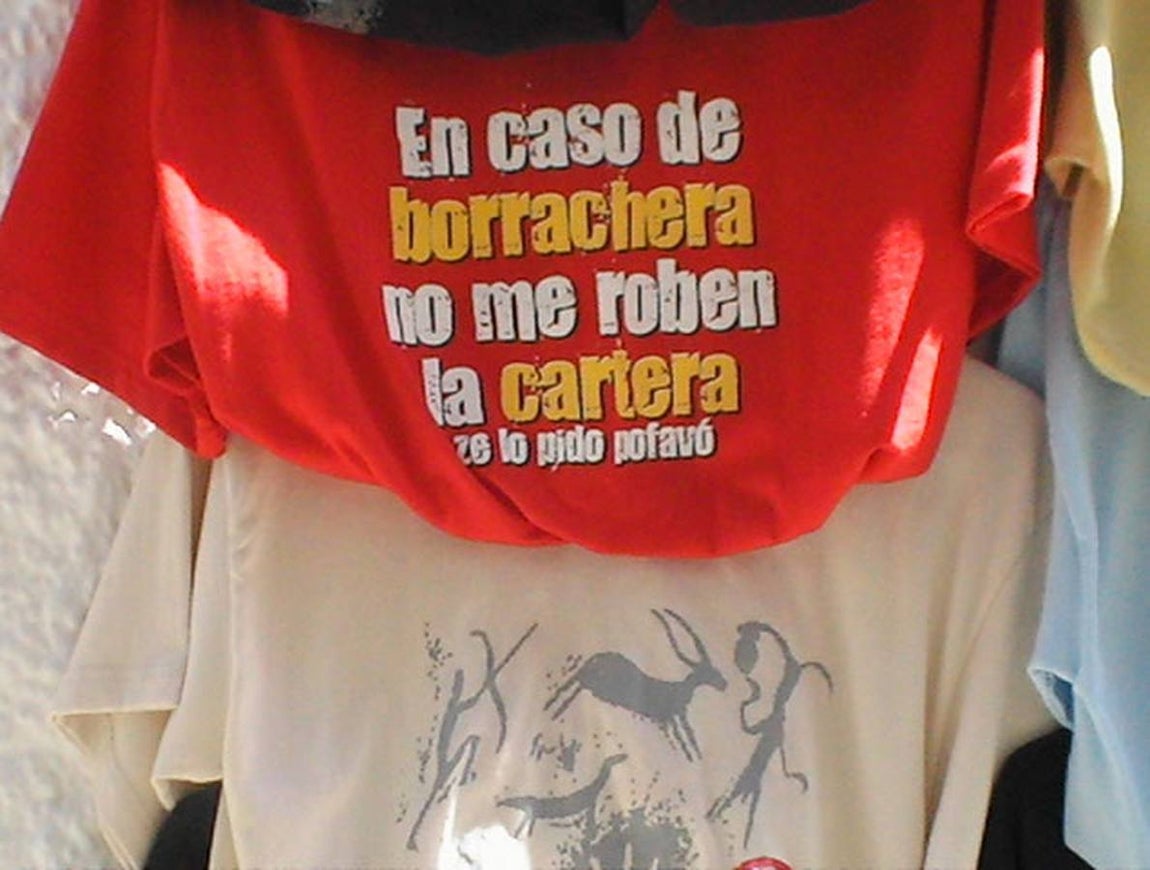 En caso de
borrachera
no me roben
la cartera
ze lo pido pofavó